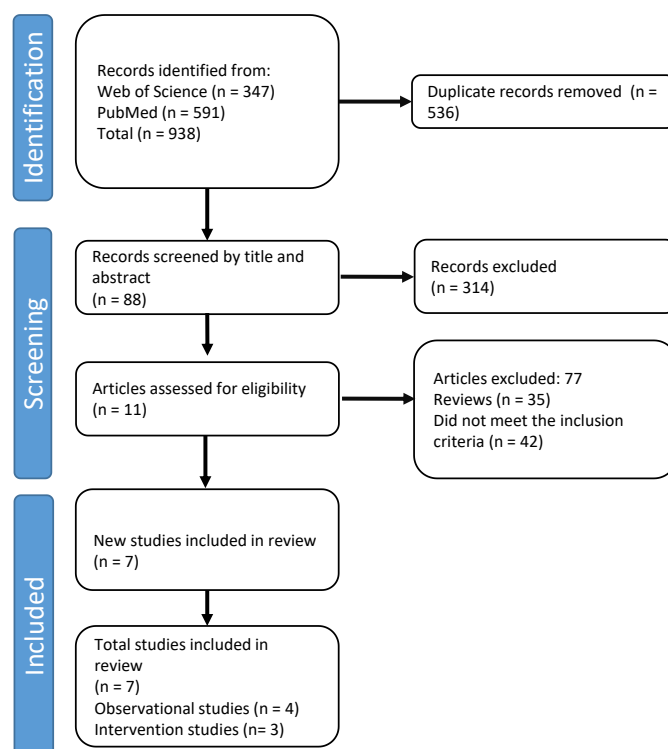 Identification
Records identified from:
Web of Science (n = 347)
PubMed (n = 591)
Total (n = 938)
Duplicate records removed  (n =
536)
Screening
Records screened by title and
abstract
(n = 88)
Records excluded
(n = 314)
Articles assessed for eligibility
(n = 11)
Articles excluded: 77
Reviews (n = 35)
Did not meet the inclusion
criteria (n = 42)
Included
New studies included in review
(n = 7)
Total studies included in
review
(n = 7)
Observational studies (n = 4)
Intervention studies (n= 3)